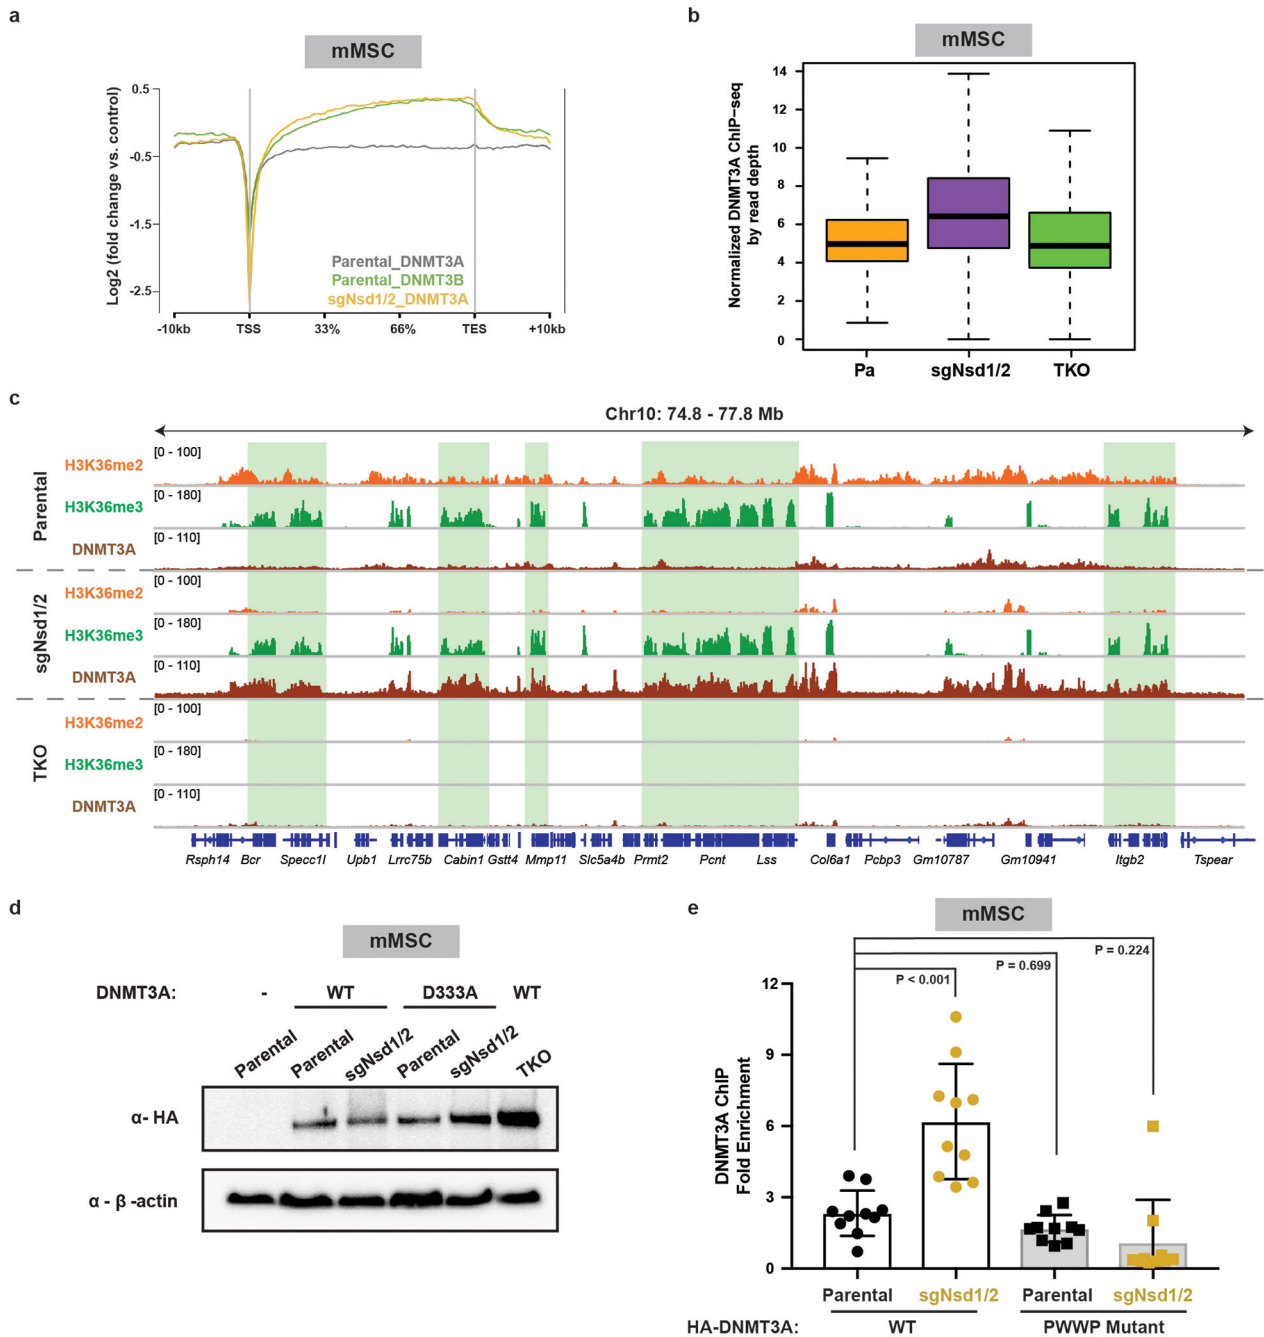 a
mMSC
Log2 (fold change vs. control)
0.5
-0.5
-1.5
-2.5
Parental_DNMT3A
Parental_DNMT3B
sgNsd1/2_DNMT3A
-10kb TSS 33% 66% TES +10kb
b
mMSC
Normalized DNMT3A ChIP-seq
by read depth
14
12
10
8
6
4
2
0
Pa sgNsd1/2 TKO
c
Chr10: 74.8 - 77.8 Mb
Parental
H3K36me2 [0 - 100]
H3K36me3 [0 - 180]
DNMT3A [0 - 110]
sgNsd1/2
H3K36me2 [0 - 100]
H3K36me3 [0 - 180]
DNMT3A [0 - 110]
TKO
H3K36me2 [0 - 100]
H3K36me3 [0 - 180]
DNMT3A [0 - 110]
Rsph14 Bcr Specc1l Upb1 Lrrc75b Cabin1 Gstt4 Mmp11 Slc5a4b Prmt2 Pcnt Lss Col6a1 Pcbp3 Gm10787 Gm10941 Itgb2 Tspear
d
mMSC
DNMT3A: - WT D333A WT
Parental Parental sgNsd1/2 Parental sgNsd1/2 TKO
α- HA
α - β -actin
e
mMSC
P = 0.224
P = 0.699
P < 0.001
DNMT3A ChIP
Fold Enrichment
12
9
6
3
0
Parental sgNsd1/2 Parental sgNsd1/2
HA-DNMT3A: WT PWWP Mutant